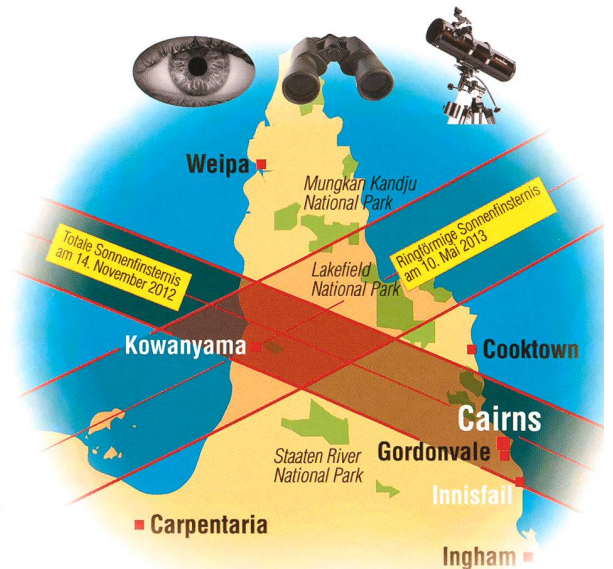 Weipa
Mungkan Kandju
National Park
Totale Sonnenfinsternis
am 14. November 2012
Ringförmige Sonnenfinsternis
am 10. Mai 2013
Lakefield
National Park
Kowanyama
Cooktown
Cairns
Gordonvale
Staaten River
National Park
Innisfail
Carpentaria
Ingham